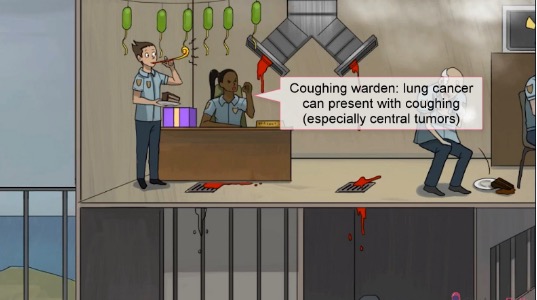 Coughing warden: lung cancer
can present with coughing
(especially central tumors)